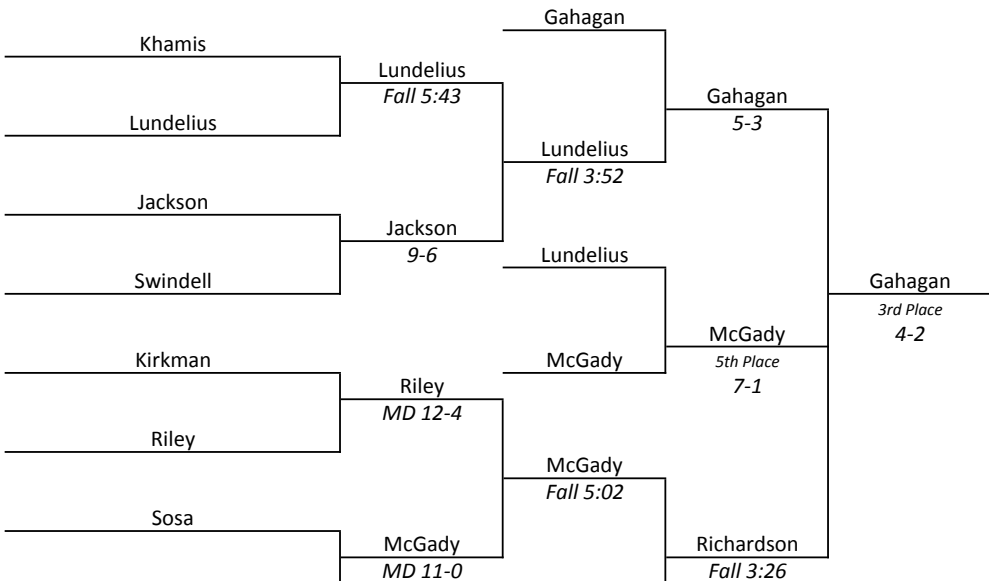 Gahagan
Khamis
Lundelius
Fall 5:43
Gahagan
5-3
Lundelius
Lundelius
Fall 3:52
Jackson
Jackson
9-6
Lundelius
Swindell
Gahagan
3rd Place
4-2
Kirkman
McGady
5th Place
7-1
McGady
Riley
MD 12-4
Riley
McGady
Fall 5:02
Sosa
McGady
MD 11-0
Richardson
Fall 3:26